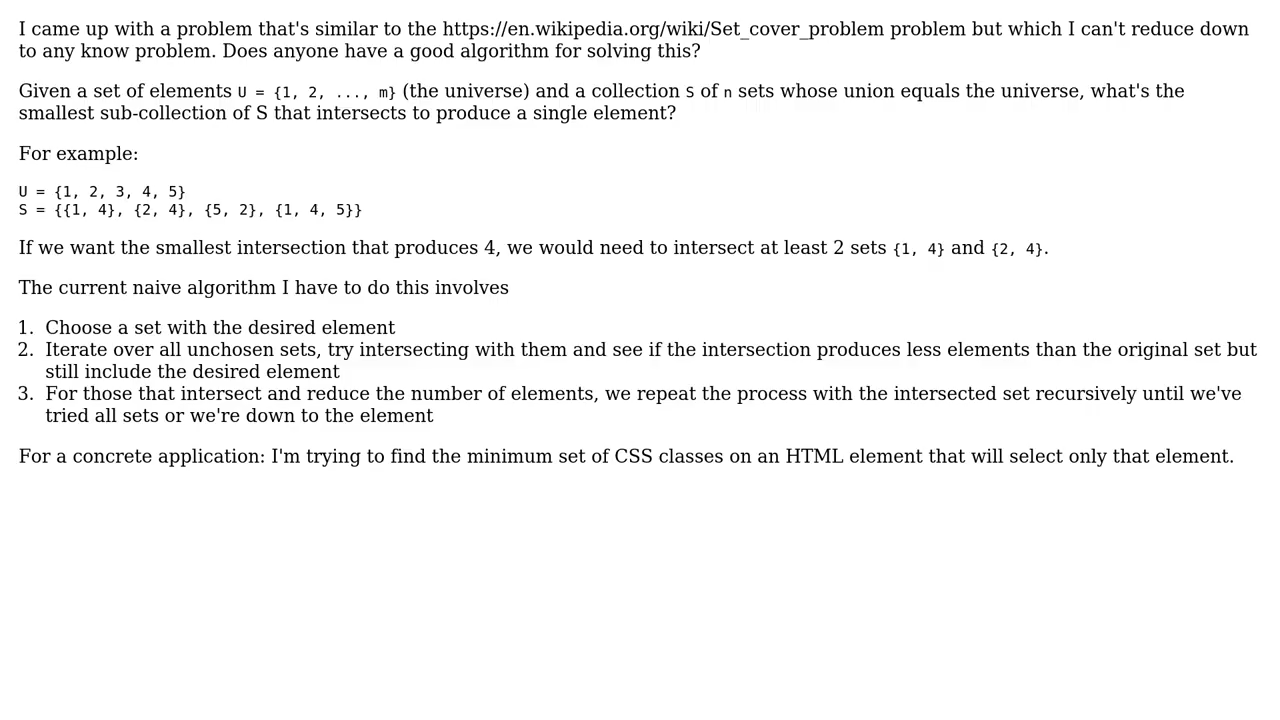 I came up with a problem that's similar to the https://en.wikipedia.org/wiki/Set_cover_problem problem but which I can't reduce down
to any know problem. Does anyone have a good algorithm for solving this?
Given a set of elements U = {1, 2, ..., m} (the universe) and a collection S of n sets whose union equals the universe, what's the
smallest sub-collection of S that intersects to produce a single element?
For example:
U = {1, 2, 3, 4, 5}
S = {{1, 4}, {2, 4}, {5, 2}, {1, 4, 5}}
If we want the smallest intersection that produces 4, we would need to intersect at least 2 sets {1, 4} and {2, 4}.
The current naive algorithm I have to do this involves
1. Choose a set with the desired element
2. Iterate over all unchosen sets, try intersecting with them and see if the intersection produces less elements than the original set but
still include the desired element
3. For those that intersect and reduce the number of elements, we repeat the process with the intersected set recursively until we've
tried all sets or we're down to the element
For a concrete application: I'm trying to find the minimum set of CSS classes on an HTML element that will select only that element.